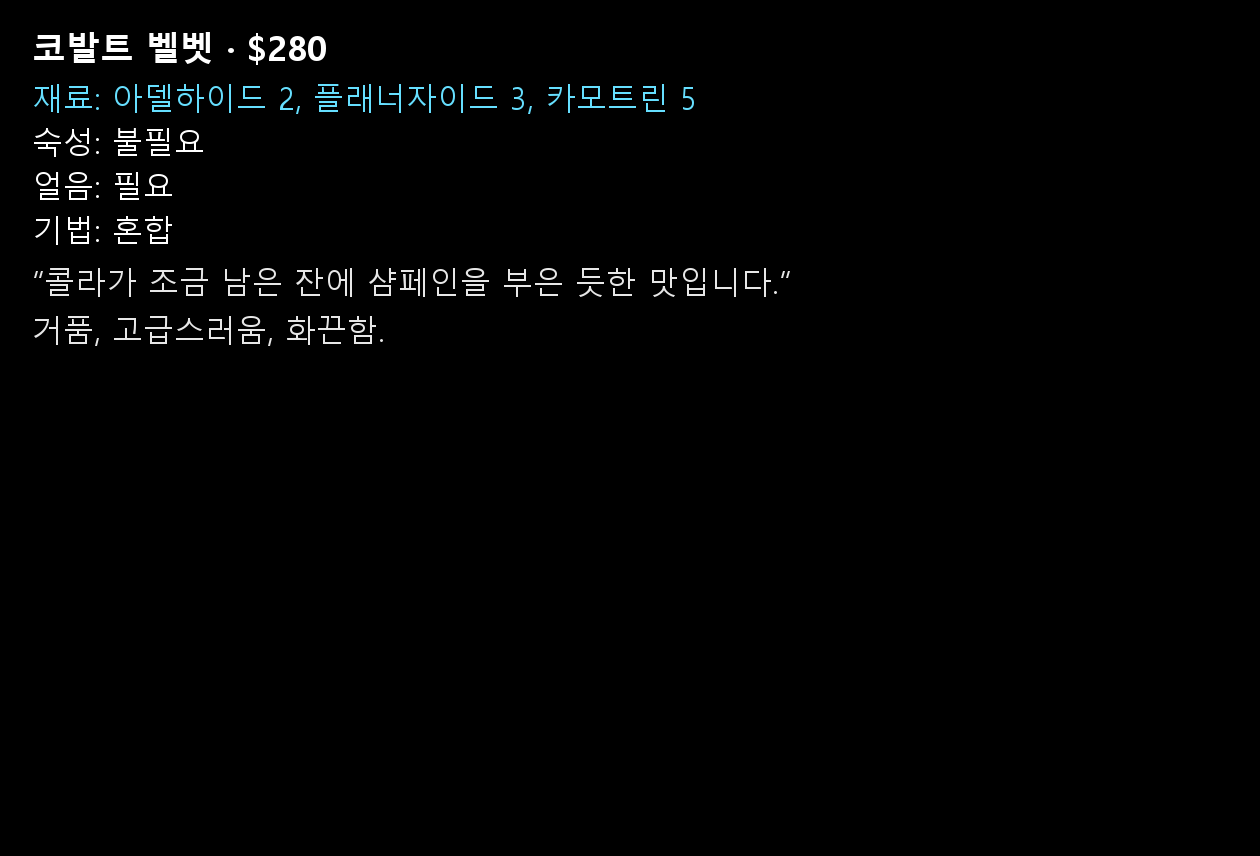 코발트 벨벳 · $280
재료: 아델하이드 2, 플래너자이드 3, 카모트린 5
숙성: 불필요
얼음: 필요
기법: 혼합
“콜라가 조금 남은 잔에 샴페인을 부은 듯한 맛입니다.”
거품, 고급스러움, 화끈함.